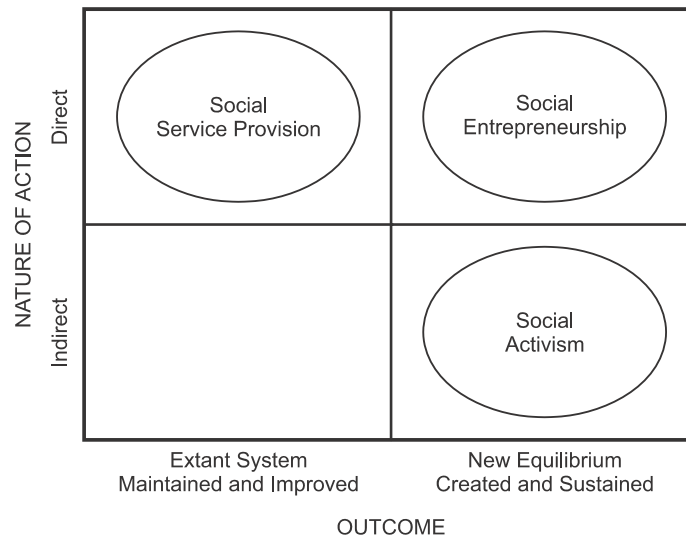 NATURE OF ACTION
Direct
Indirect
Social
Service Provision
Social
Entrepreneurship
Social
Activism
Extant System
Maintained and Improved
New Equilibrium
Created and Sustained
OUTCOME